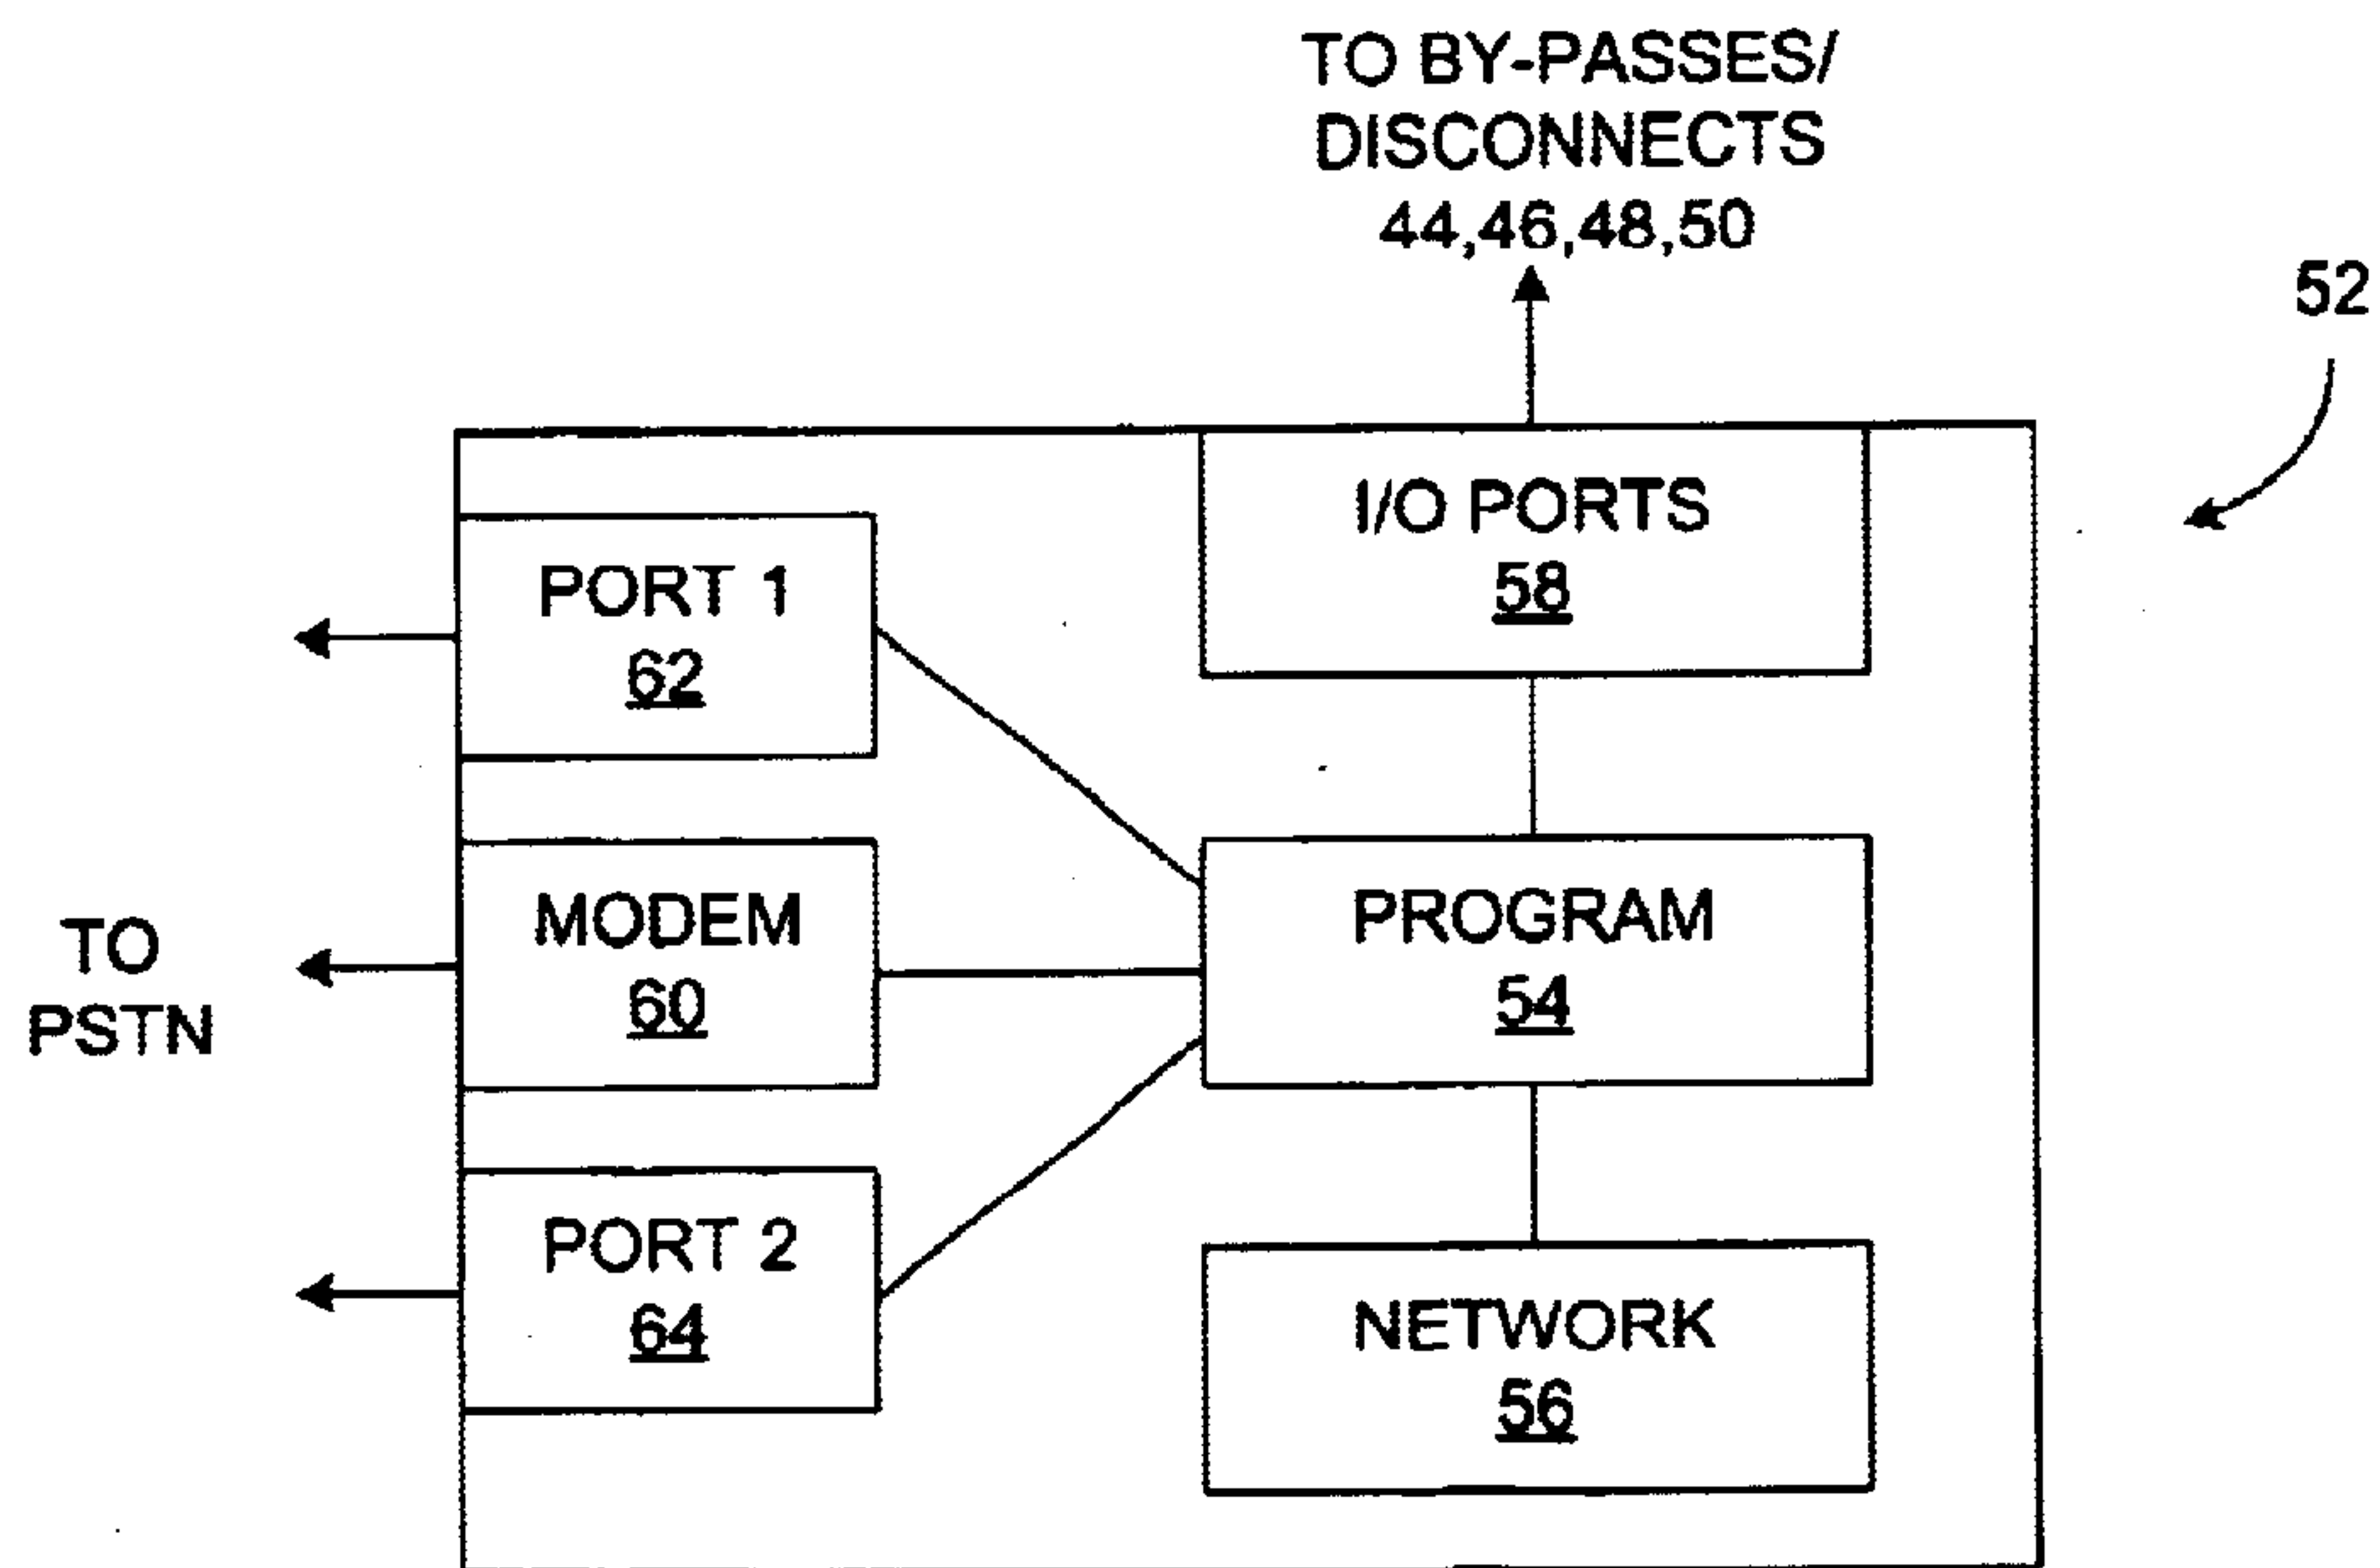 TO BY-PASSES/
DISCONNECTS
44,46,48,50
52
I/O PORTS
58
PORT 1
62
MODEM
60
PROGRAM
54
TO
PSTN
PORT 2
64
NETWORK
56